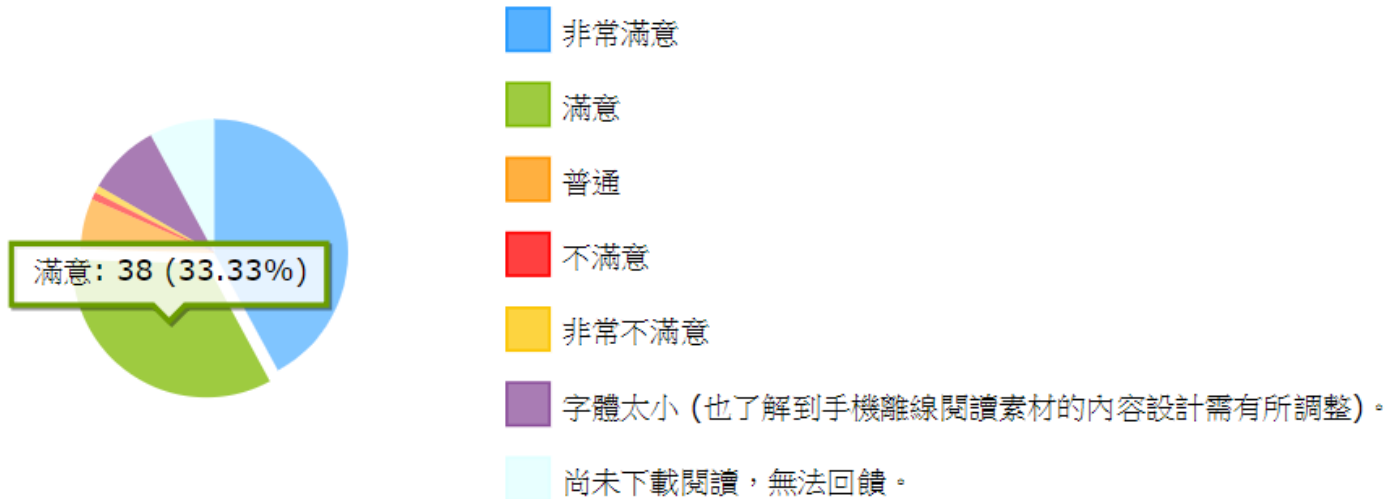 非常滿意
滿意
普通
滿意: 38 (33.33%)
不滿意
非常不滿意
字體太小 (也了解到手機離線閱讀素材的內容設計需有所調整)。
尚未下載閱讀，無法回饋。